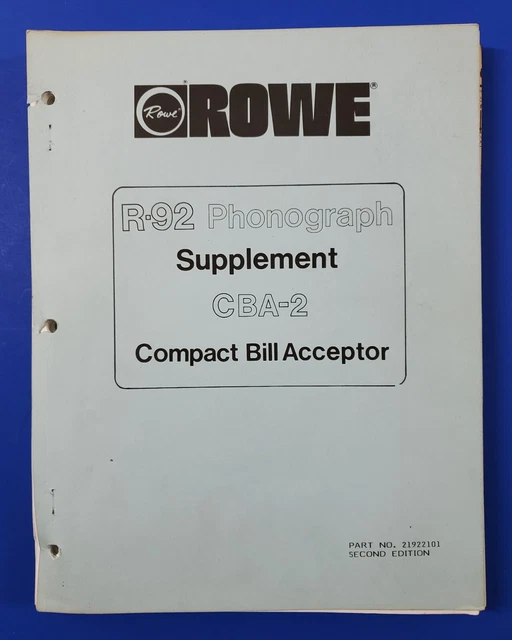 Rowe
ROWE®
R-92 Phonograph
Supplement
CBA-2
Compact Bill Acceptor
PART NO. 21922101
SECOND EDITION